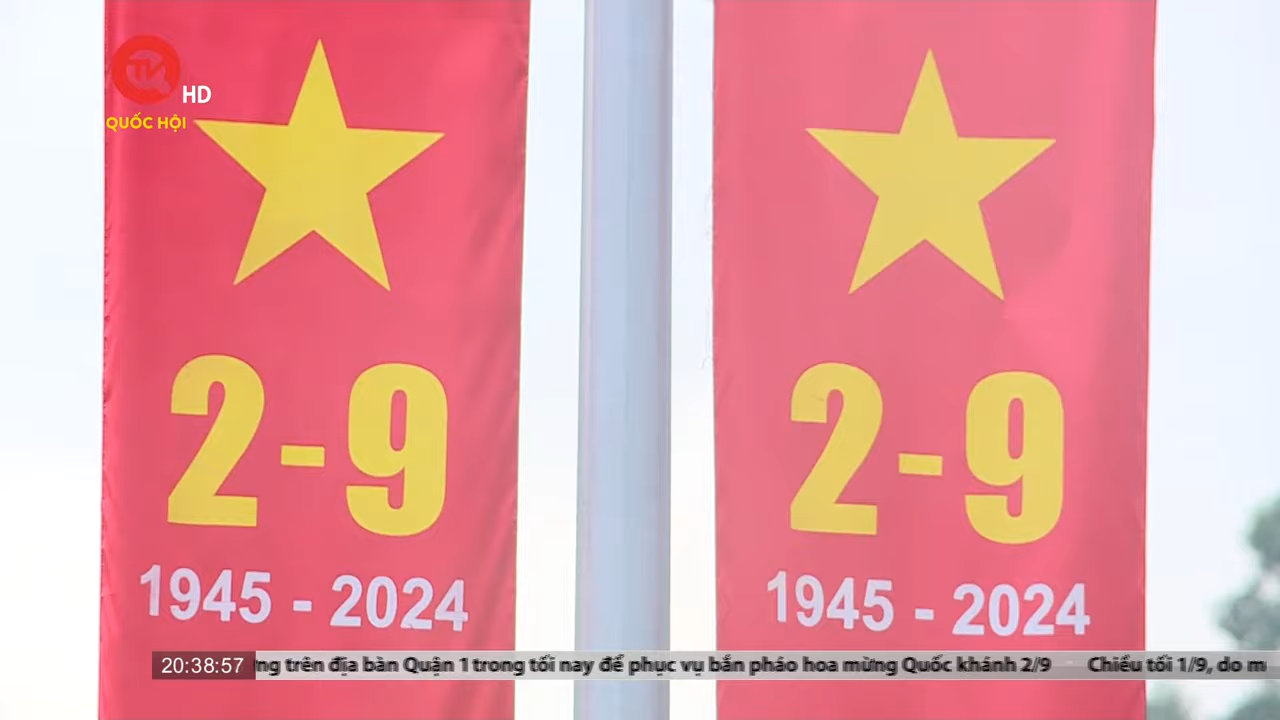 HD
QUỐC HỘI
2-9
1945 - 2024
2-9
1945 - 2024
20:38:57
trên địa bàn Quận 1 trong tối nay để phục vụ bắn pháo hoa mừng Quốc khánh 2/9 Chiều tối 1/9, do